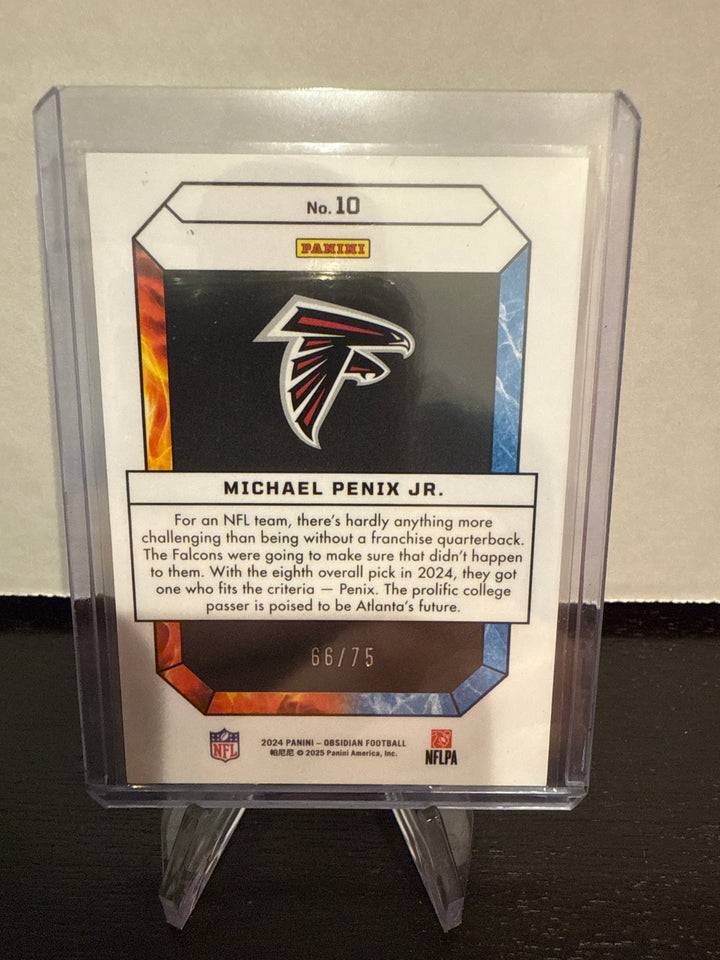 No. 10
PANINI
MICHAEL PENIX JR.
For an NFL team, there's hardly anything more
challenging than being without a franchise quarterback.
The Falcons were going to make sure that didn't happen
to them. With the eighth overall pick in 2024, they got
one who fits the criteria — Penix. The prolific college
passer is poised to be Atlanta's future.
66/75
NFL
2024 PANINI – OBSIDIAN FOOTBALL
帕尼尼 © 2025 Panini America, Inc.
NFLPA